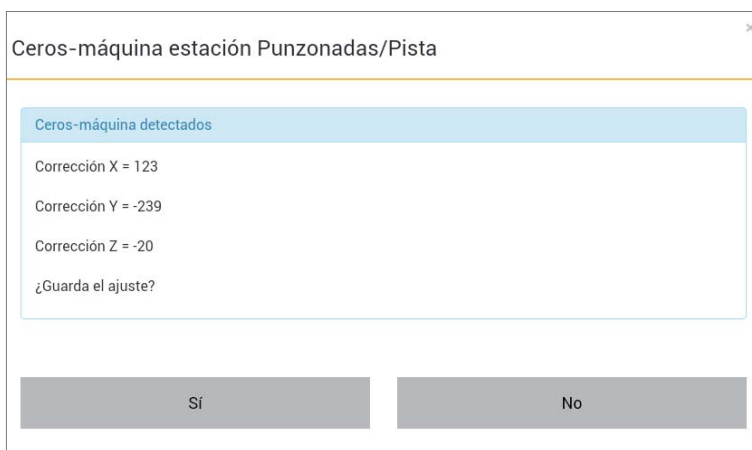 Ceros-máquina estación Punzonadas/Pista
Ceros-máquina detectados
Corrección X = 123
Corrección Y = -239
Corrección Z = -20
¿Guarda el ajuste?
Sí
No